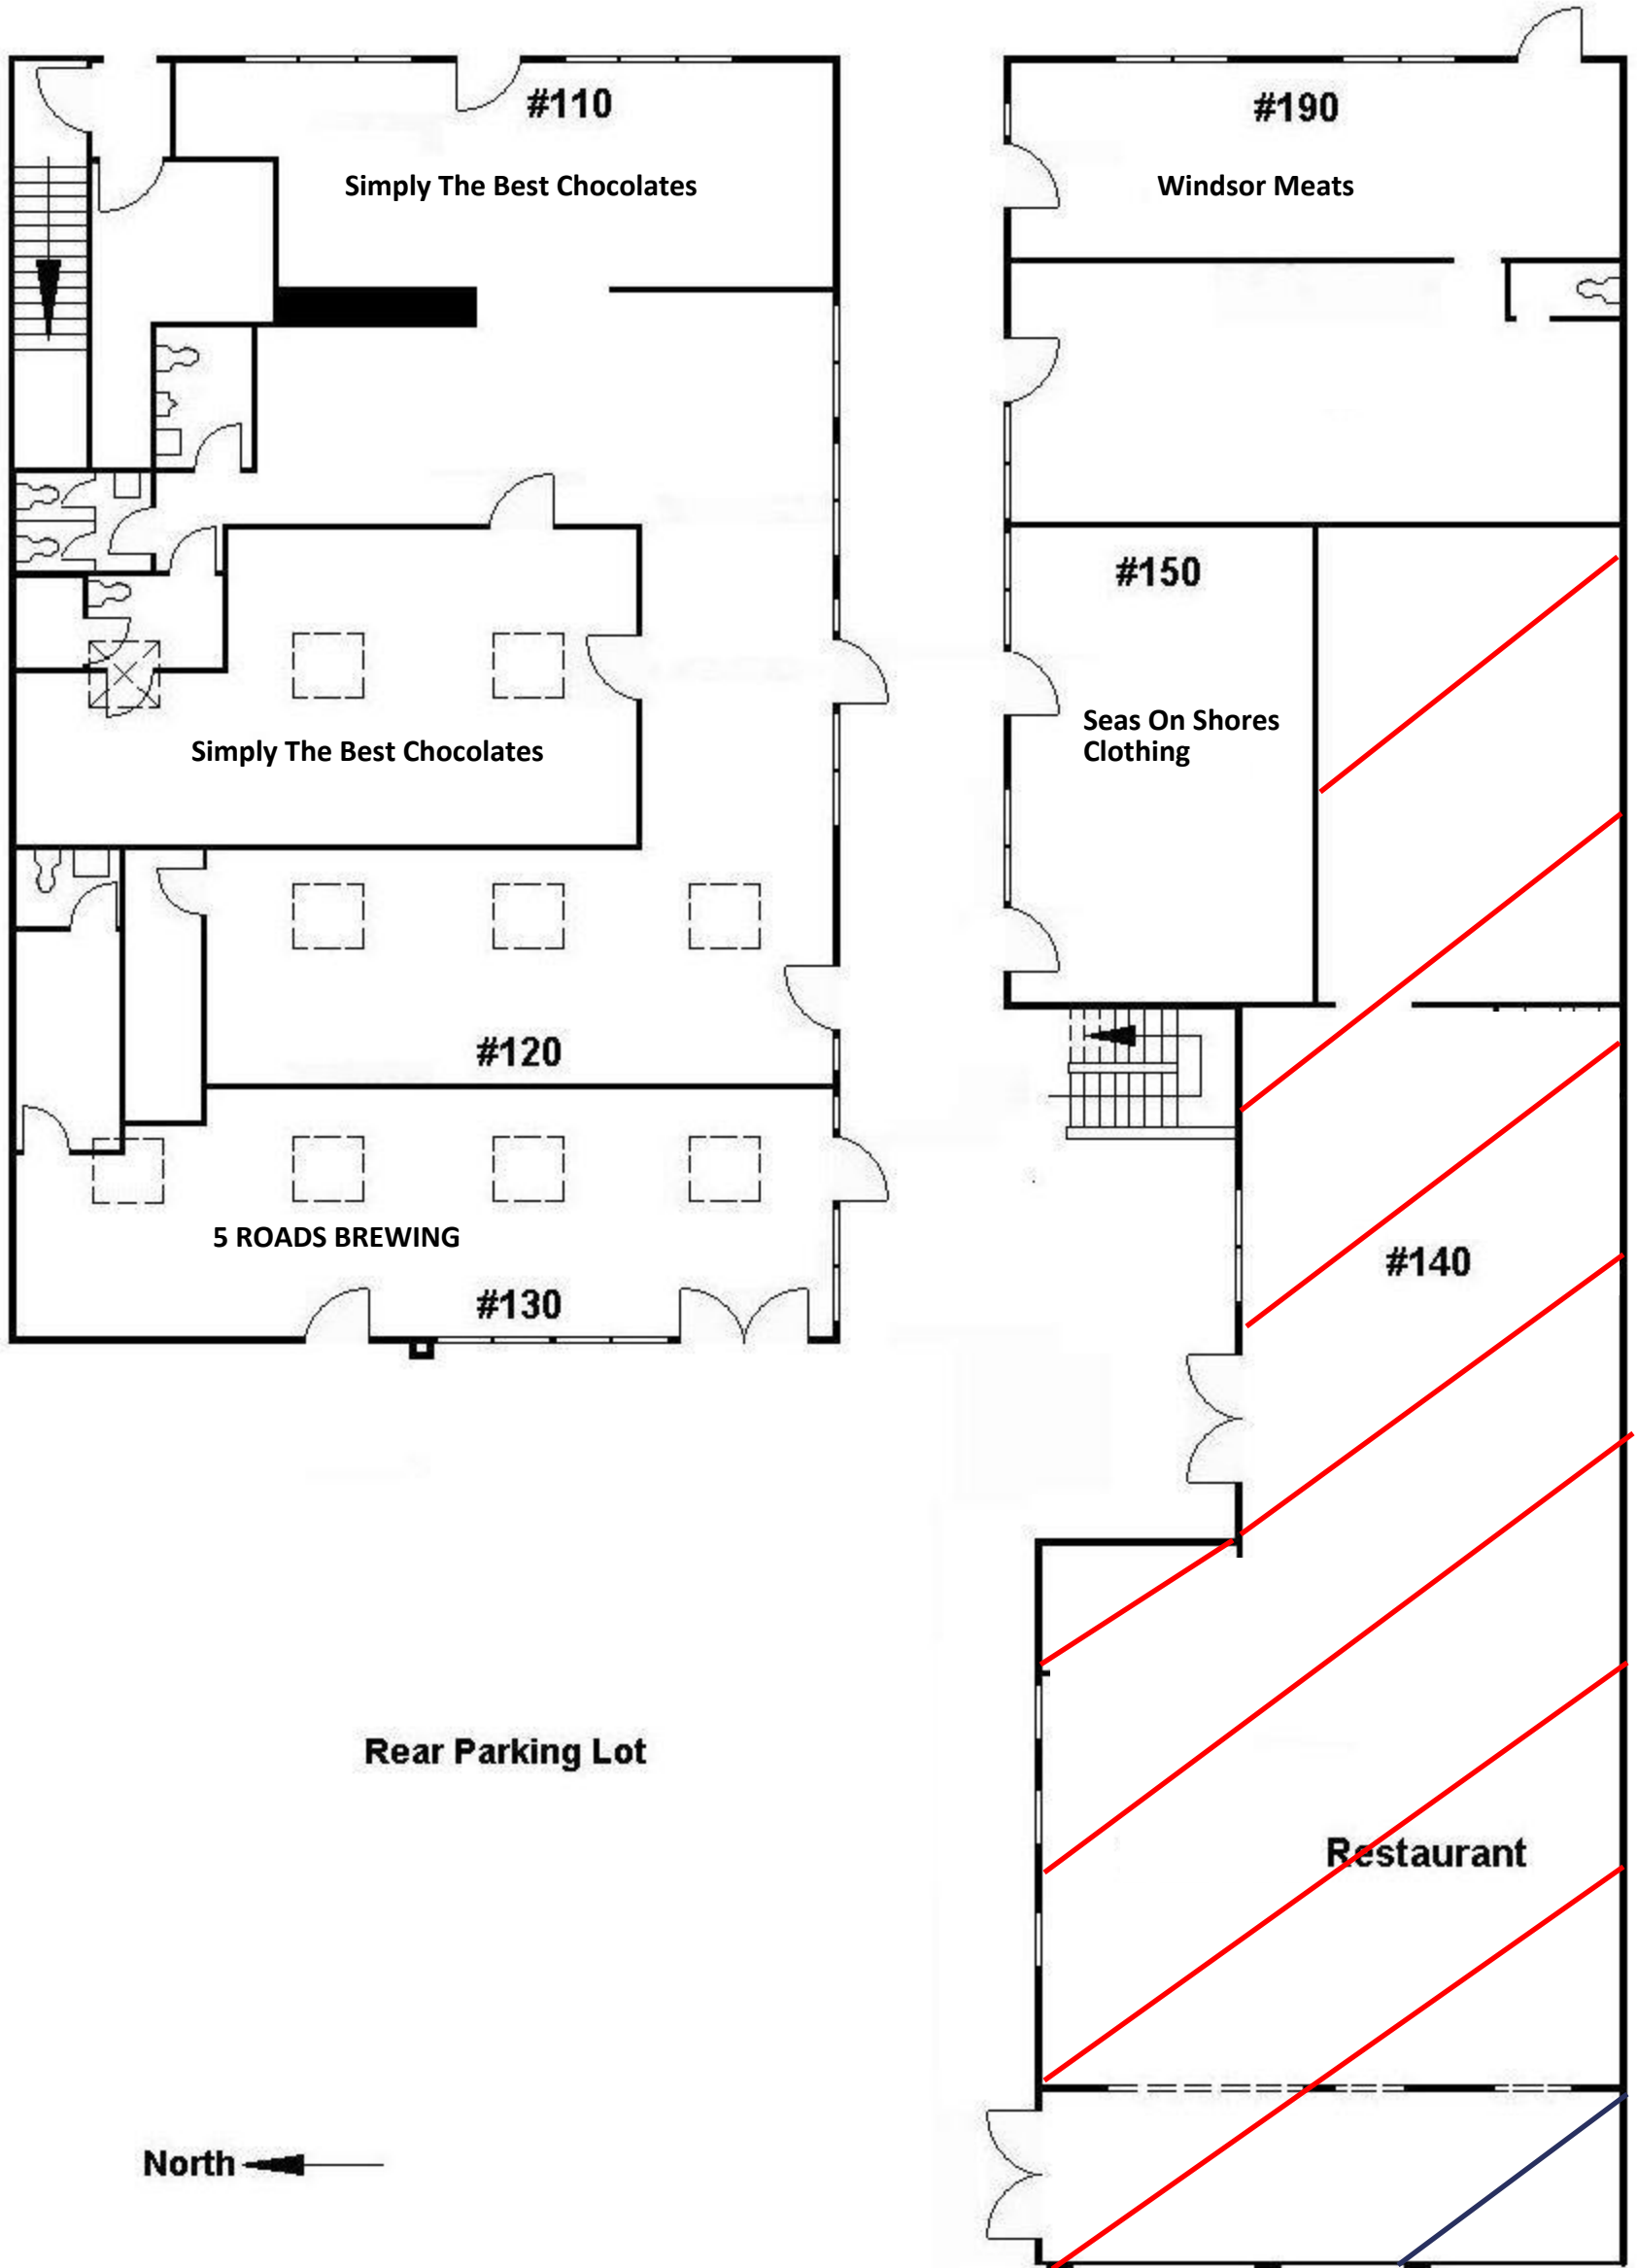 #110
Simply The Best Chocolates
#190
Windsor Meats
#150
Seas On Shores
Clothing
Simply The Best Chocolates
#120
5 ROADS BREWING
#130
#140
Rear Parking Lot
Restaurant
North